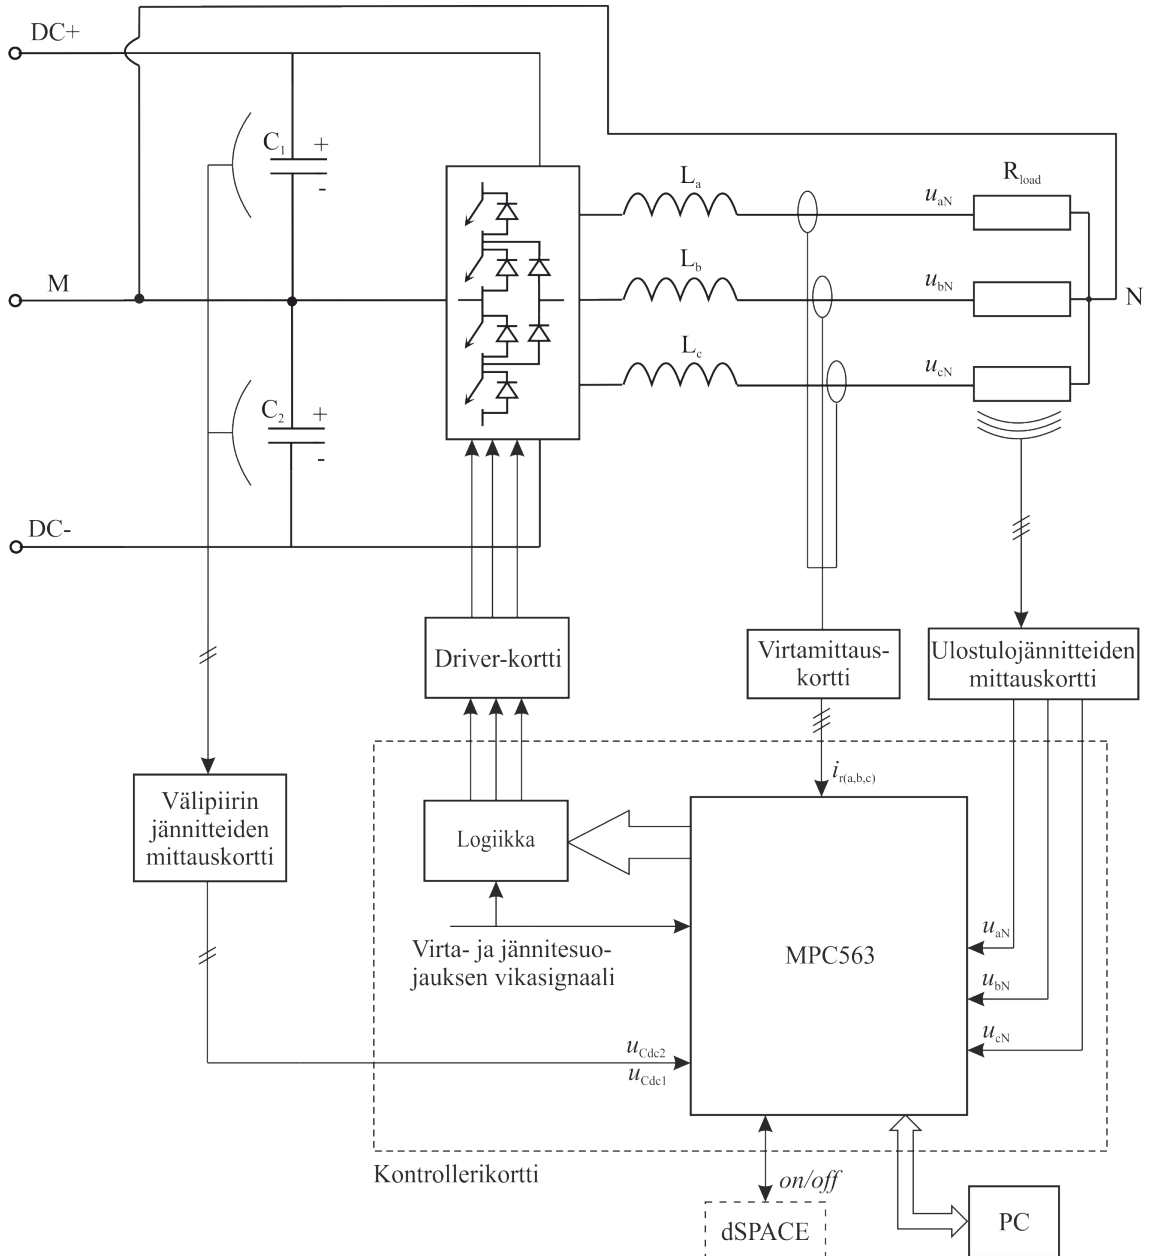 DC+
C1
+
-
M
C2
+
-
DC-
La
Lb
Lc
uaN
ubN
ucN
Rload
N
Driver-kortti
Virtamittaus-
kortti
Ulostulojännitteiden
mittauskortti
Välipiirin
jännitteiden
mittauskortti
ir(a,b,c)
Logiikka
Virta- ja jännitesuo-
jauksen vikasignaali
MPC563
uaN
ubN
ucN
uCdc2
uCdc1
Kontrollerikortti
on/off
dSPACE
PC